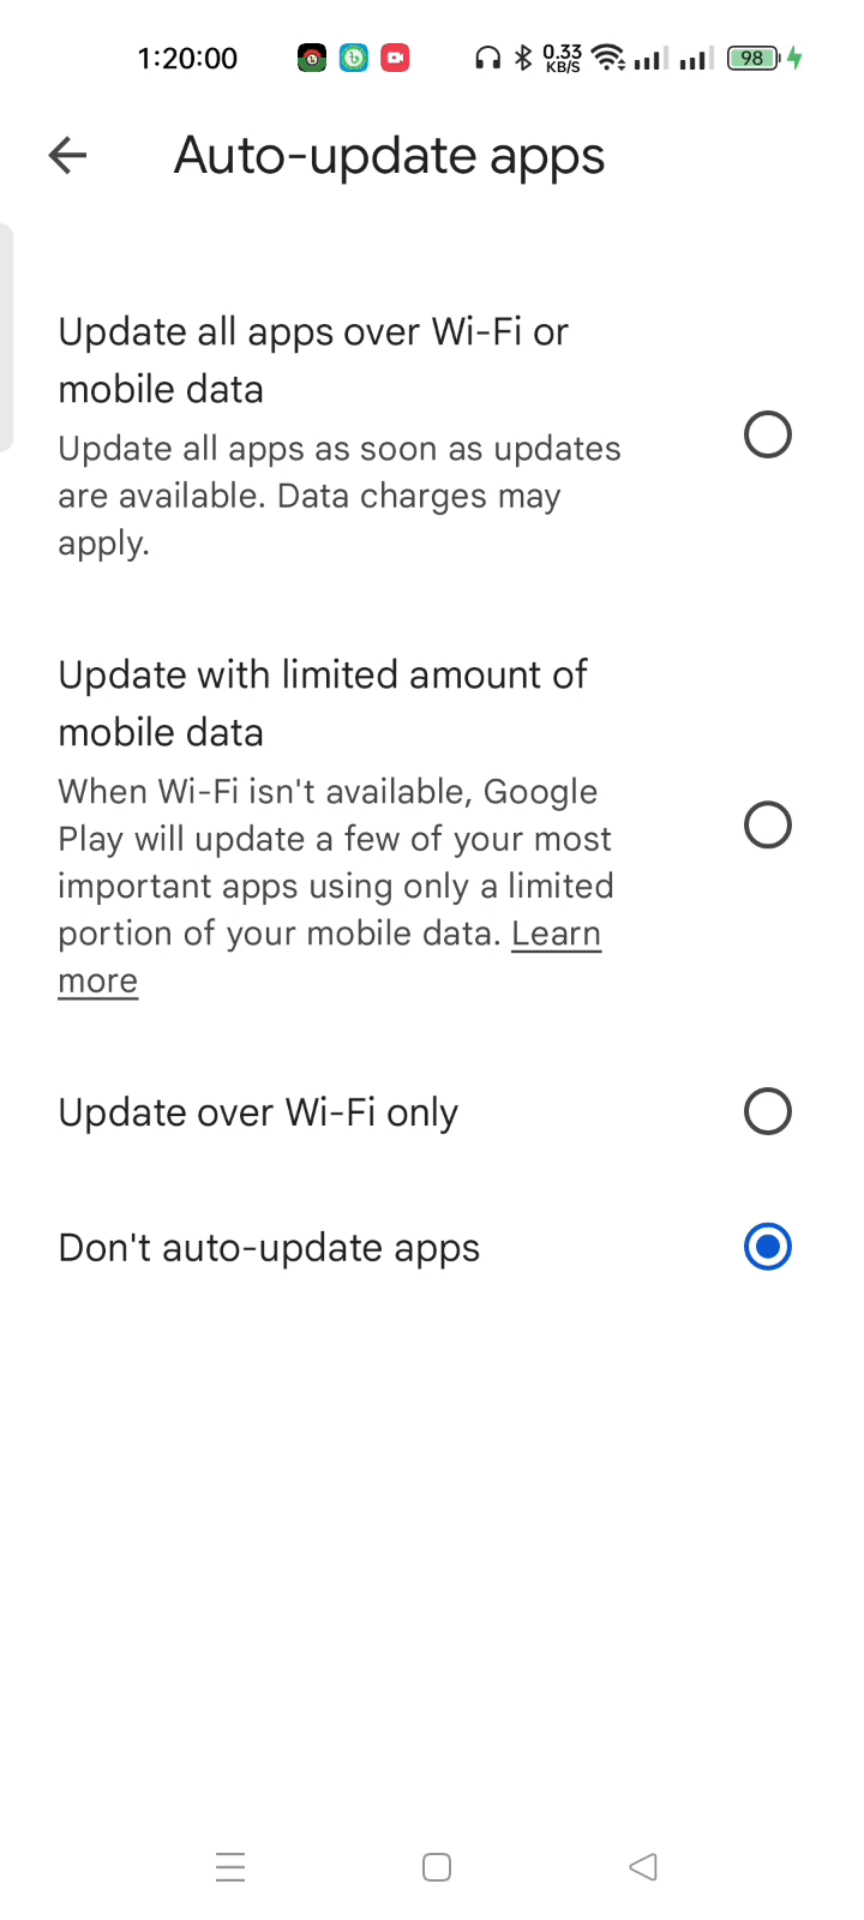 1:20:00 0.33 KB/S 98
Auto-update apps
Update all apps over Wi-Fi or
mobile data
Update all apps as soon as updates
are available. Data charges may
apply.
Update with limited amount of
mobile data
When Wi-Fi isn't available, Google
Play will update a few of your most
important apps using only a limited
portion of your mobile data. Learn
more
Update over Wi-Fi only
Don't auto-update apps